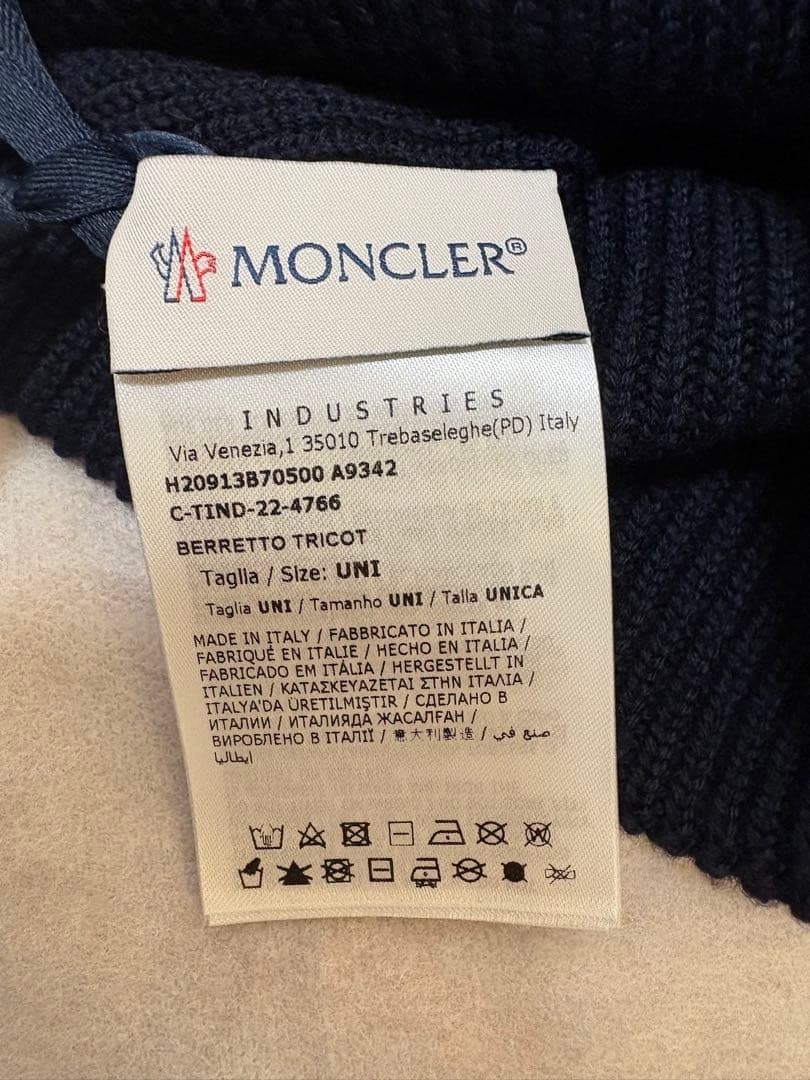 MONCLER®
INDUSTRIES
Via Venezia,1 35010 Trebaseleghe(PD) Italy
H20913B70500 A9342
C-TIND-22-4766
BERRETTO TRICOT
Taglia / Size: UNI
Taglia UNI / Tamanho UNI / Talla UNICA
MADE IN ITALY / FABBRICATO IN ITALIA /
FABRIQUÉ EN ITALIE / HECHO EN ITALIA /
FABRICADO EM ITÁLIA / HERGESTELLT IN
ITALIEN / ΚΑΤΑΣΚΕΥΑΖΕΤΑΙ ΣΤΗΝ ΙΤΑΛΙΑ /
ITALYA'DA ÜRETILMIŞTIR / СДЕЛАНО В
ИТАЛИИ / ИТАЛИЯДА ЖАСАЛҒАН /
ВИРОБЛЕНО В ІТАЛІЇ / 意大利製造 / صنع في
إيطاليا